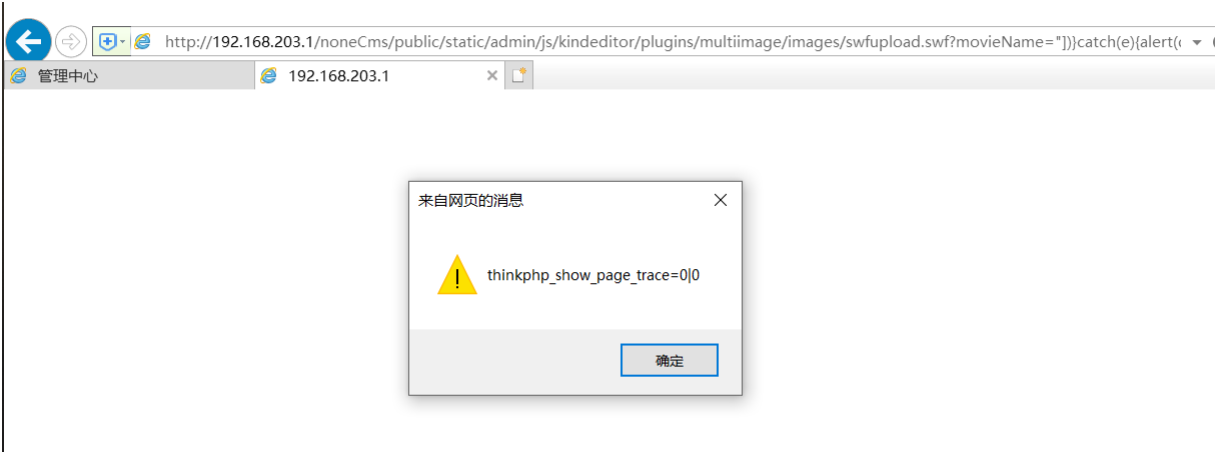 http://192.168.203.1/noneCms/public/static/admin/js/kindeditor/plugins/multiimage/images/swfupload.swf?movieName="])}catch(e){alert(
管理中心
192.168.203.1
来自网页的消息
thinkphp_show_page_trace=0|0
确定